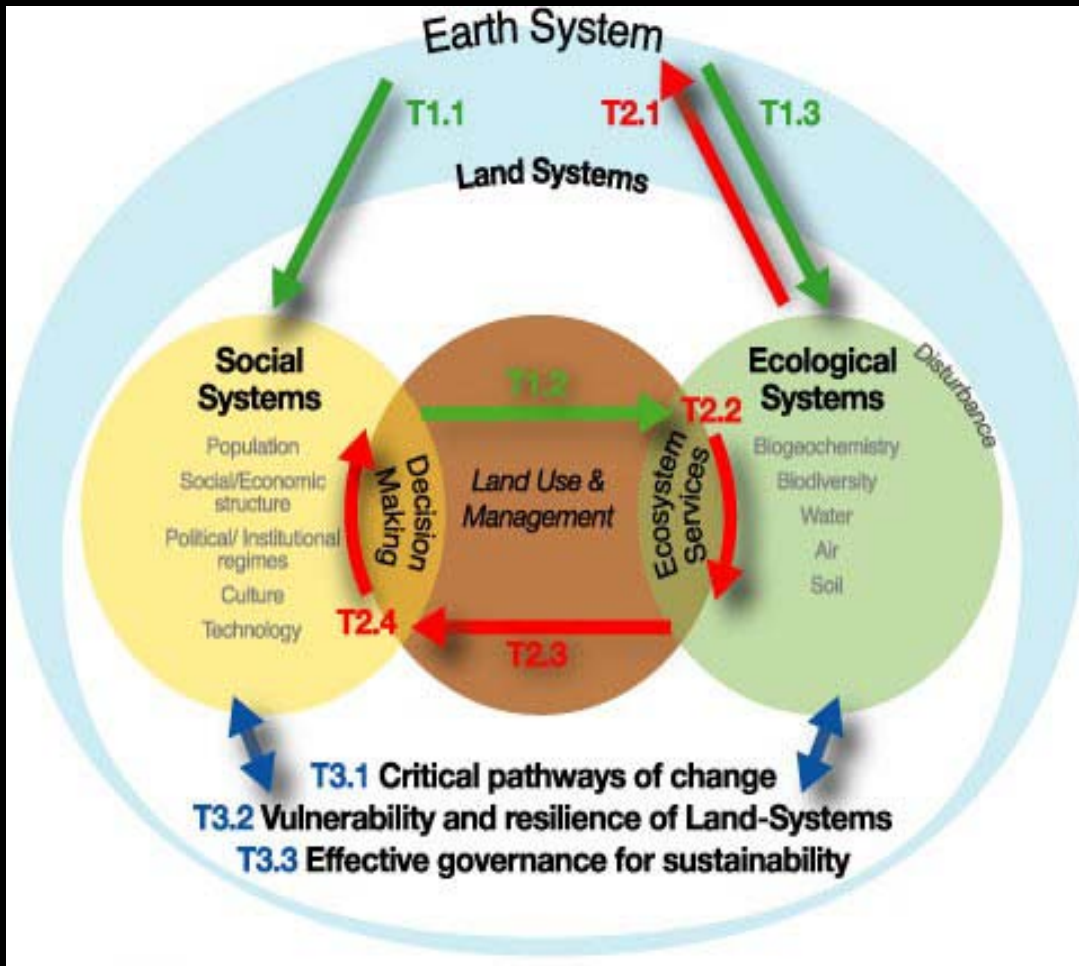 Earth System
T1.1
T2.1
T1.3
Land Systems
Social
Systems
Population
Social/Economic
structure
Political/ Institutional
regimes
Culture
Technology
T1.2
Decision
Making
Land Use &
Management
T2.4
T2.3
T2.2
Ecosystem
Services
Ecological
Systems
Biogeochemistry
Biodiversity
Water
Air
Soil
Disturbance
T3.1 Critical pathways of change
T3.2 Vulnerability and resilience of Land-Systems
T3.3 Effective governance for sustainability